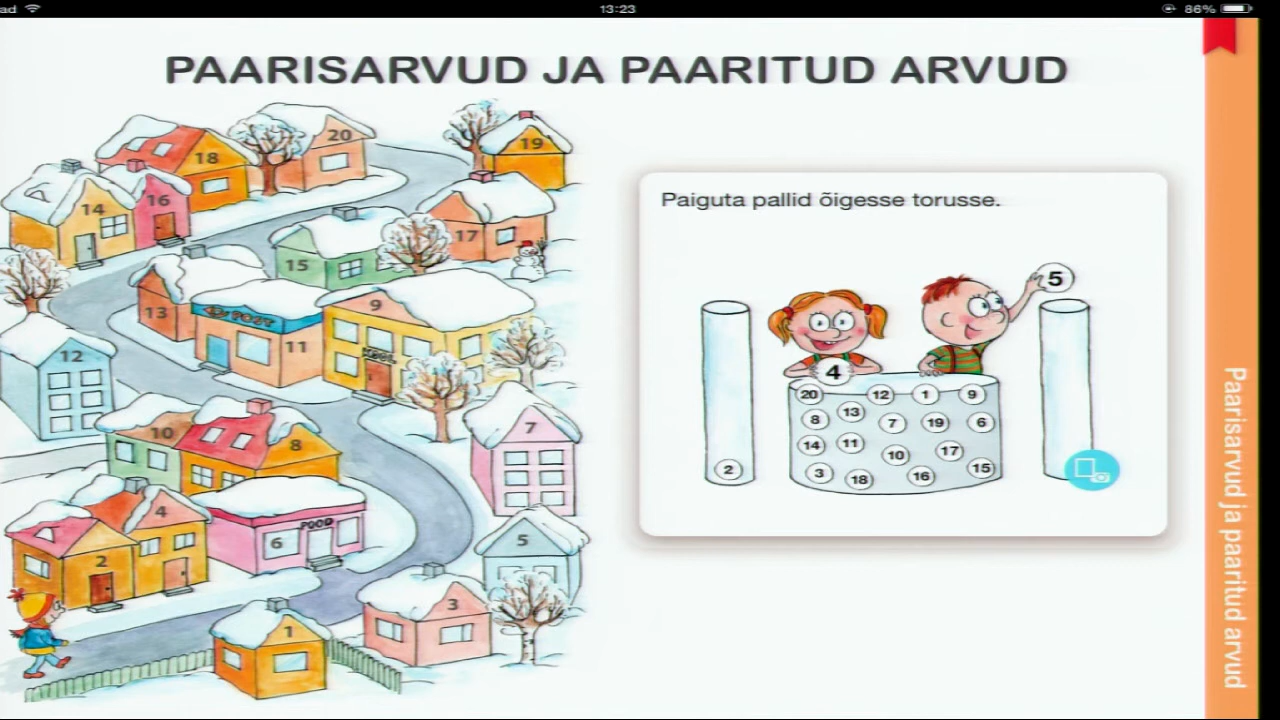 ad 13:23 86%
PAARISARVUD JA PAARITUD ARVUD
20
19
18
16
14
17
15
9
13
POST
11
12
7
10
8
4
POOD
6
5
2
3
1
Paiguta pallid õigesse torusse.
5
4
20 12 1 9
8 13 7 19 6
14 11 10 17
2 3 18 16 15
Paarisarvud ja paaritud arvud